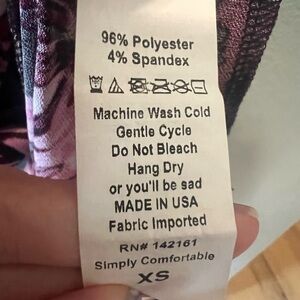 96% Polyester
4% Spandex
Machine Wash Cold
Gentle Cycle
Do Not Bleach
Hang Dry
or you'll be sad
MADE IN USA
Fabric Imported
RN# 142161
Simply Comfortable
XS